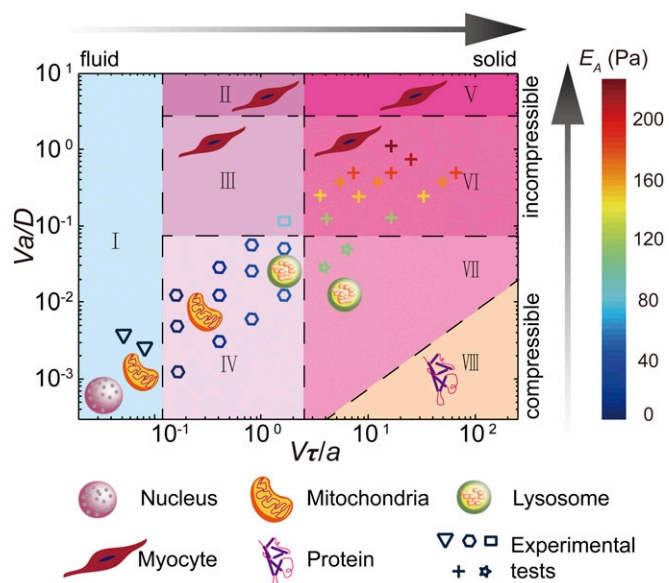 fluid
solid
E_A (Pa)
Va/D
10^1
10^0
10^-1
10^-2
10^-3
I
II
III
IV
V
VI
VII
VIII
incompressible
compressible
200
160
120
80
40
0
10^-1
10^0
10^1
10^2
Vτ/a
Nucleus
Mitochondria
Lysosome
Myocyte
Protein
Experimental
tests